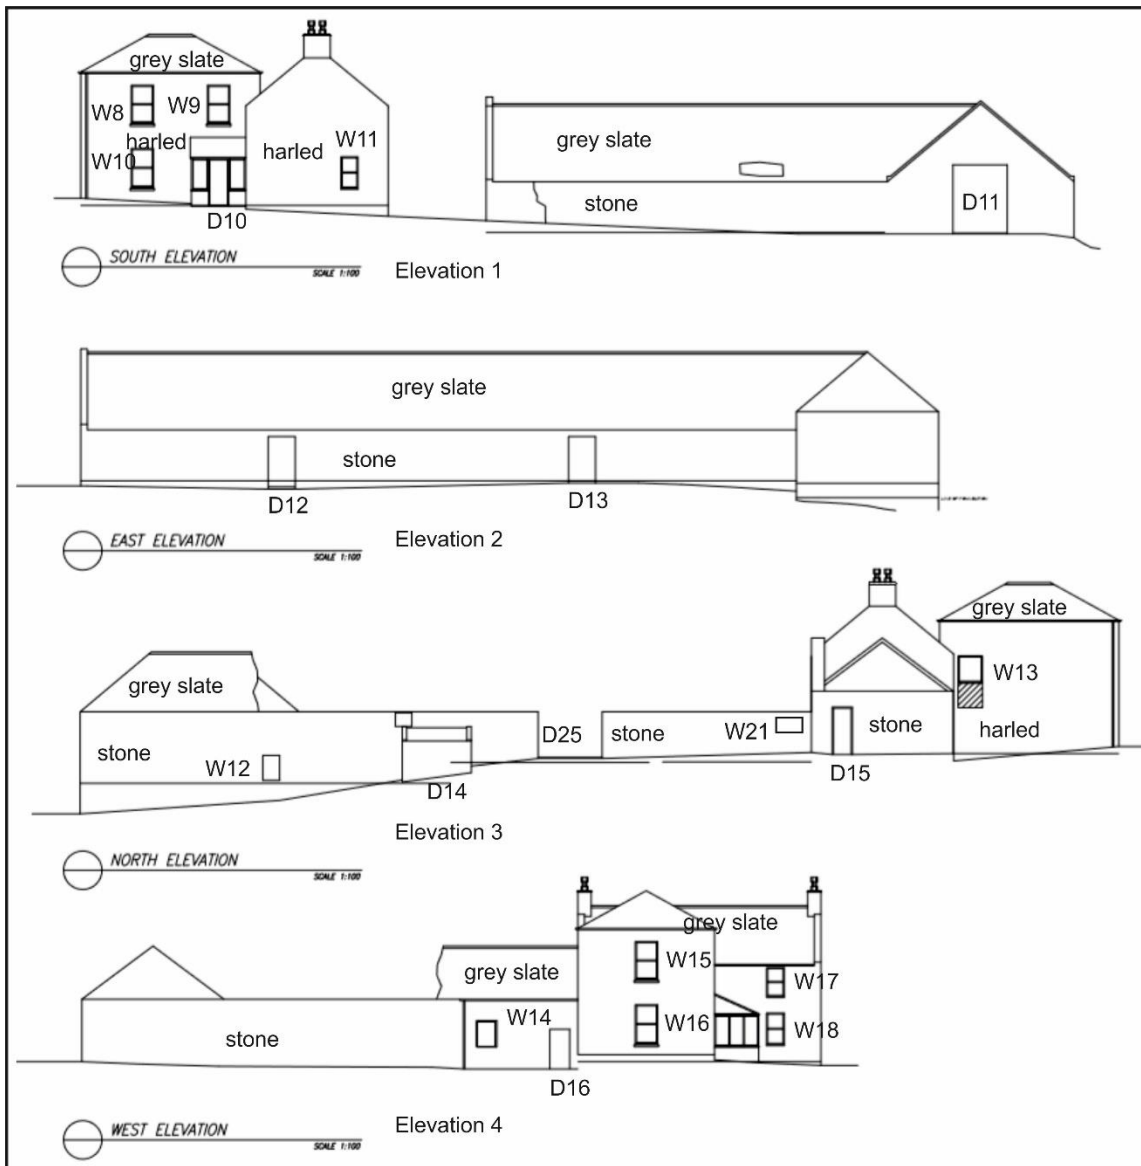 grey slate
W8
W9
harled
W10
harled
W11
D10
grey slate
stone
D11
SOUTH ELEVATION
SCALE 1:100
Elevation 1
grey slate
stone
D12
D13
EAST ELEVATION
SCALE 1:100
Elevation 2
grey slate
stone
W12
D14
D25
stone
W21
D15
stone
grey slate
W13
harled
Elevation 3
NORTH ELEVATION
SCALE 1:100
stone
grey slate
W14
D16
grey slate
W15
W16
W17
W18
WEST ELEVATION
SCALE 1:100
Elevation 4